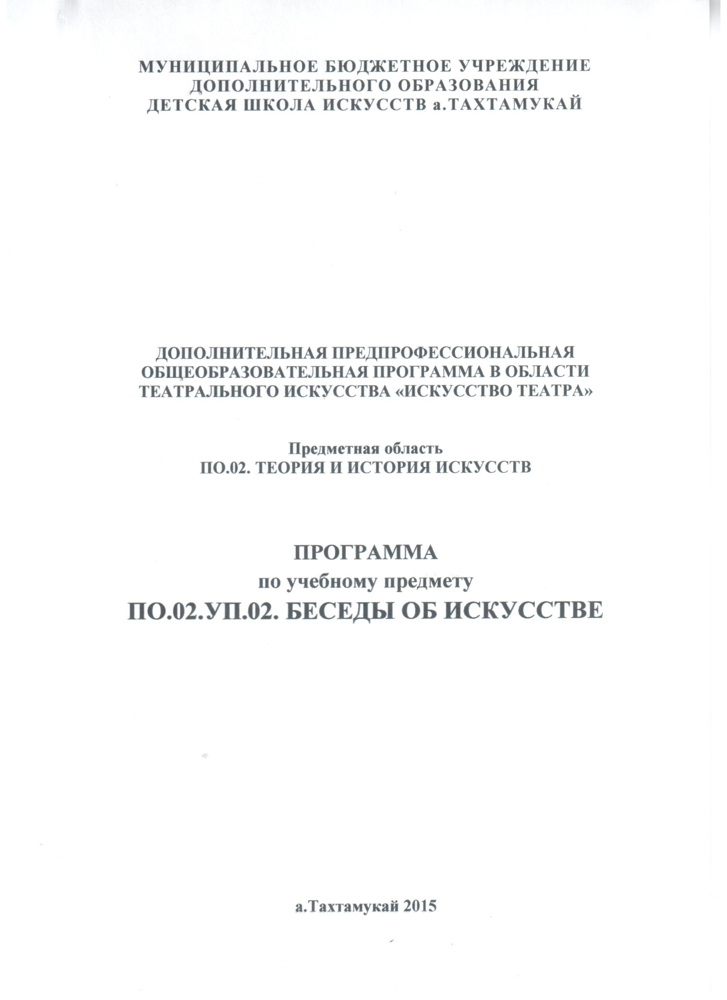 МУНИЦИПАЛЬНОЕ БЮДЖЕТНОЕ УЧРЕЖДЕНИЕ
ДОПОЛНИТЕЛЬНОГО ОБРАЗОВАНИЯ
ДЕТСКАЯ ШКОЛА ИСКУССТВ а.ТАХТАМУКАЙ
ДОПОЛНИТЕЛЬНАЯ ПРЕДПРОФЕССИОНАЛЬНАЯ
ОБЩЕОБРАЗОВАТЕЛЬНАЯ ПРОГРАММА В ОБЛАСТИ
ТЕАТРАЛЬНОГО ИСКУССТВА «ИСКУССТВО ТЕАТРА»
Предметная область
ПО.02. ТЕОРИЯ И ИСТОРИЯ ИСКУССТВ
ПРОГРАММА
по учебному предмету
ПО.02.УП.02. БЕСЕДЫ ОБ ИСКУССТВЕ
а.Тахтамукай 2015